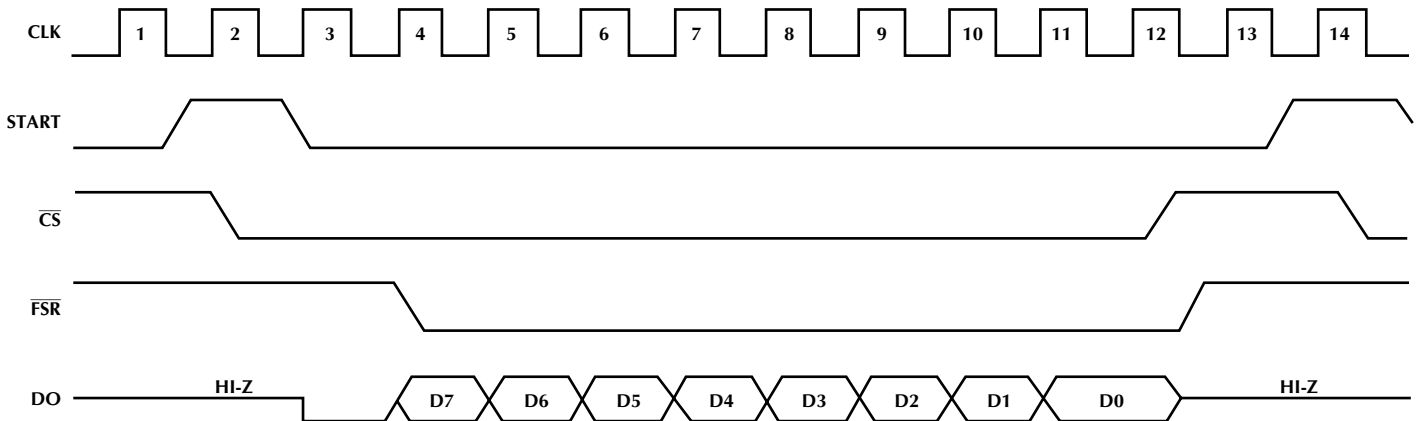 CLK 1 2 3 4 5 6 7 8 9 10 11 12 13 14
START
CS
FSR
DO HI-Z D7 D6 D5 D4 D3 D2 D1 D0 HI-Z